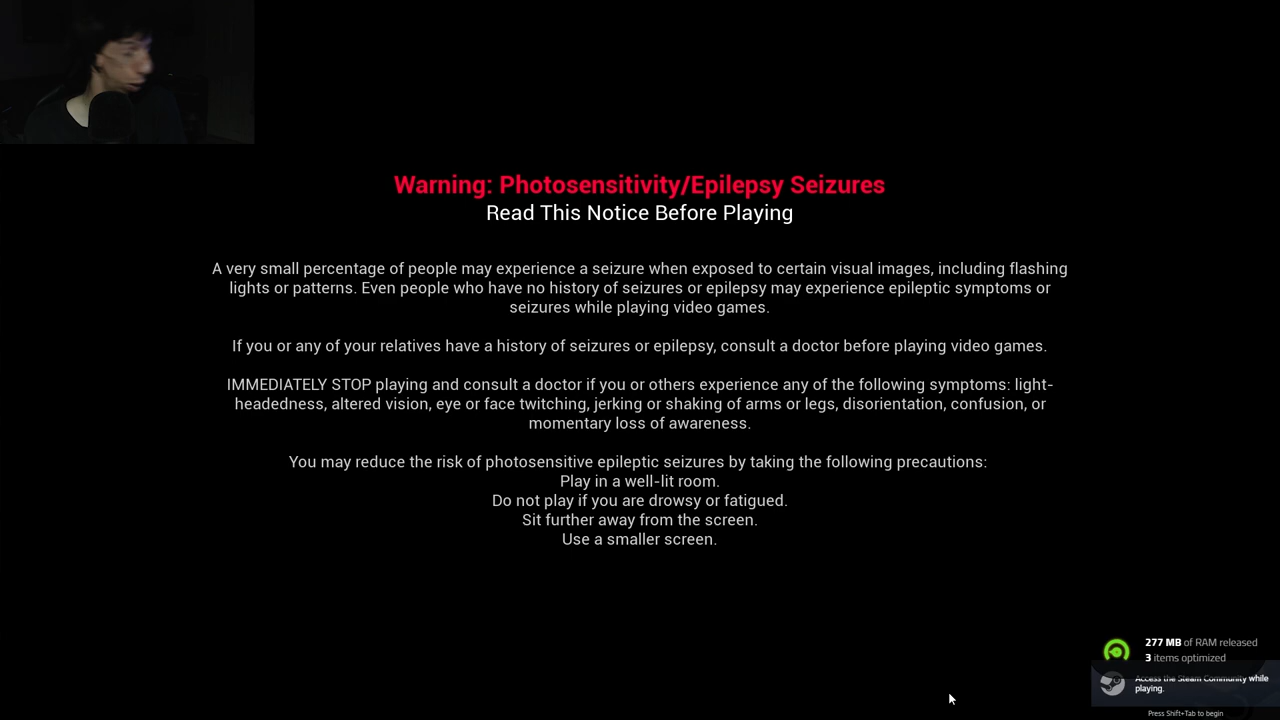 Warning: Photosensitivity/Epilepsy Seizures
Read This Notice Before Playing
A very small percentage of people may experience a seizure when exposed to certain visual images, including flashing
lights or patterns. Even people who have no history of seizures or epilepsy may experience epileptic symptoms or
seizures while playing video games.
If you or any of your relatives have a history of seizures or epilepsy, consult a doctor before playing video games.
IMMEDIATELY STOP playing and consult a doctor if you or others experience any of the following symptoms: light-
headedness, altered vision, eye or face twitching, jerking or shaking of arms or legs, disorientation, confusion, or
momentary loss of awareness.
You may reduce the risk of photosensitive epileptic seizures by taking the following precautions:
Play in a well-lit room.
Do not play if you are drowsy or fatigued.
Sit further away from the screen.
Use a smaller screen.
277 MB of RAM released
3 items optimized
Access the Steam Community while
playing.
Press Shift+Tab to begin